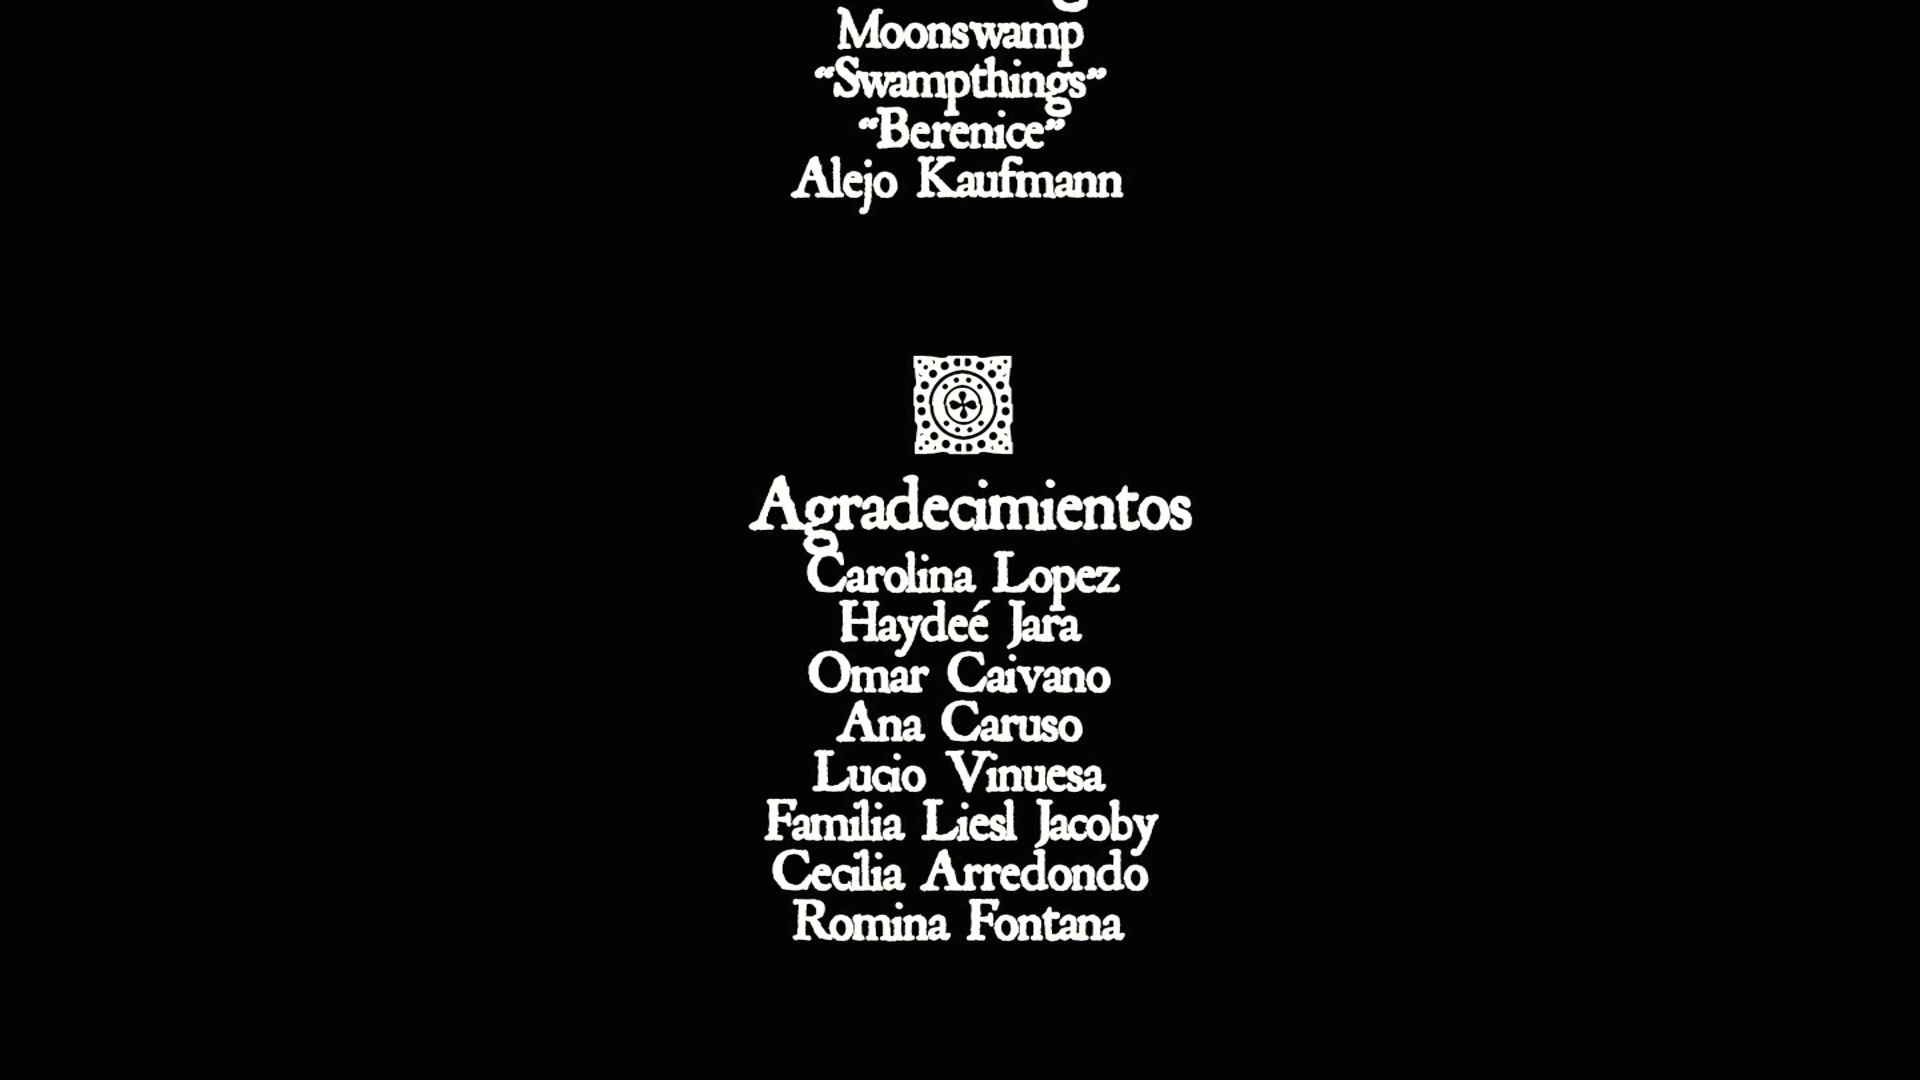 Moonswamp
“Swampthings”
“Berenice”
Alejo Kaufmann
Agradecimientos
Carolina Lopez
Haydeé Jara
Omar Caivano
Ana Caruso
Lucio Vinuesa
Familia Liesl Jacoby
Cecilia Arredondo
Romina Fontana